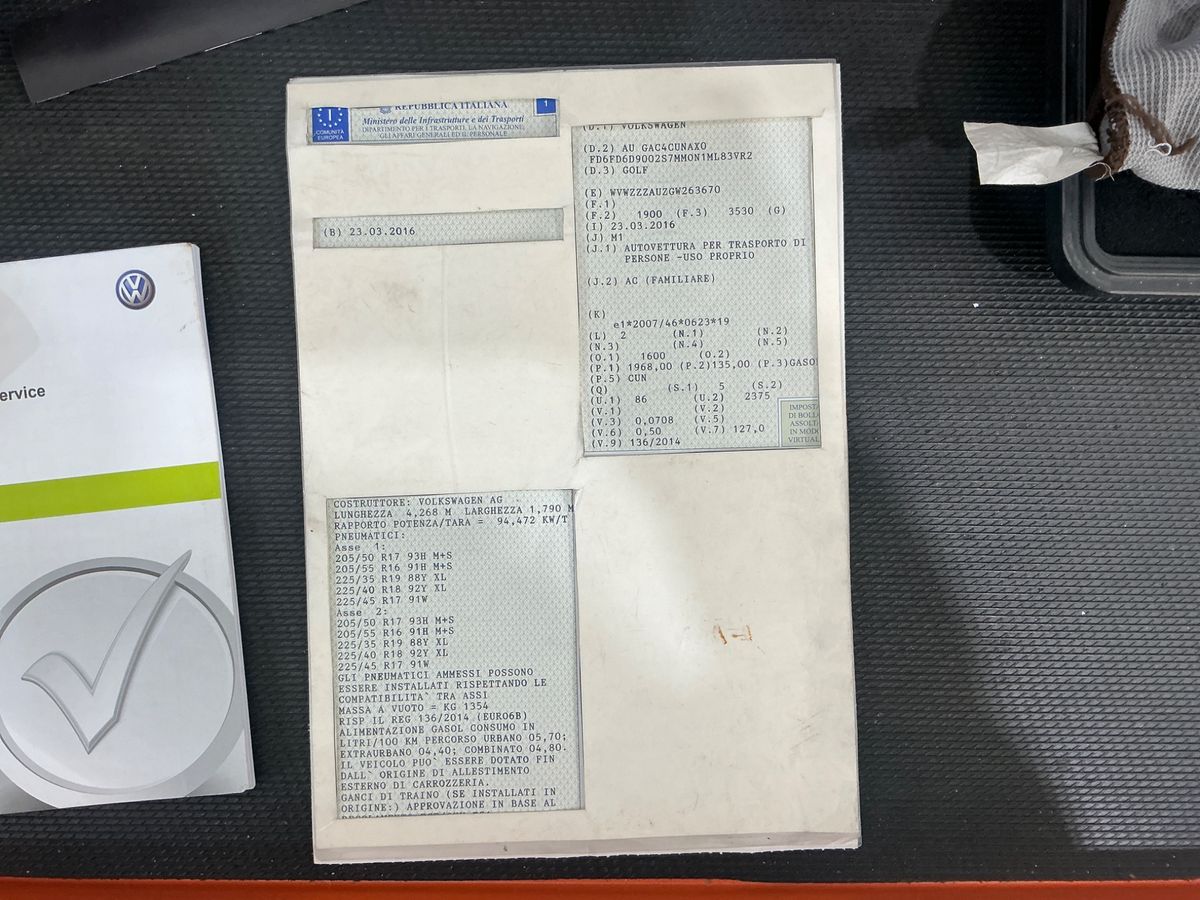 ervice
I
COMUNITÀ
EUROPEA
REPUBBLICA ITALIANA
Ministero delle Infrastrutture e dei Trasporti
DIPARTIMENTO PER I TRASPORTI, LA NAVIGAZIONE,
GLI AFFARI GENERALI ED IL PERSONALE
1
(B) 23.03.2016
(D.1) VOLKSWAGEN
(D.2) AU GAC4CUNAX0
FD6FD6D9002S7MMON1ML83VR2
(D.3) GOLF
(E) WVWZZZAUZGW263670
(F.1)
(F.2) 1900 (F.3) 3530 (G)
(I) 23.03.2016
(J) M1
(J.1) AUTOVETTURA PER TRASPORTO DI
PERSONE -USO PROPRIO
(J.2) AC (FAMILIARE)
(K)
e1*2007/46*0623*19
(L) 2 (N.1) (N.2)
(N.3) (N.4) (N.5)
(O.1) 1600 (O.2)
(P.1) 1968,00 (P.2)135,00 (P.3)GASO
(P.5) CUN
(Q) (S.1) 5 (S.2)
(U.1) 86 (U.2) 2375
(V.1) (V.2)
(V.3) 0,0708 (V.5)
(V.6) 0,50 (V.7) 127,0
(V.9) 136/2014
IMPOSTA
DI BOLL
ASSOLTA
IN MODO
VIRTUAL
COSTRUTTORE: VOLKSWAGEN AG
LUNGHEZZA 4,268 M LARGHEZZA 1,790 M
RAPPORTO POTENZA/TARA = 94,472 KW/T
PNEUMATICI:
Asse 1:
205/50 R17 93H M+S
205/55 R16 91H M+S
225/35 R19 88Y XL
225/40 R18 92Y XL
225/45 R17 91W
Asse 2:
205/50 R17 93H M+S
205/55 R16 91H M+S
225/35 R19 88Y XL
225/40 R18 92Y XL
225/45 R17 91W
GLI PNEUMATICI AMMESSI POSSONO
ESSERE INSTALLATI RISPETTANDO LE
COMPATIBILITA` TRA ASSI
MASSA A VUOTO = KG 1354
RISP IL REG 136/2014 (EURO6B)
ALIMENTAZIONE GASOL CONSUMO IN
LITRI/100 KM PERCORSO URBANO 05,70;
EXTRAURBANO 04,40; COMBINATO 04,80.
IL VEICOLO PUO` ESSERE DOTATO FIN
DALL` ORIGINE DI ALLESTIMENTO
ESTERNO DI CARROZZERIA.
GANCI DI TRAINO (SE INSTALLATI IN
ORIGINE:) APPROVAZIONE IN BASE AL